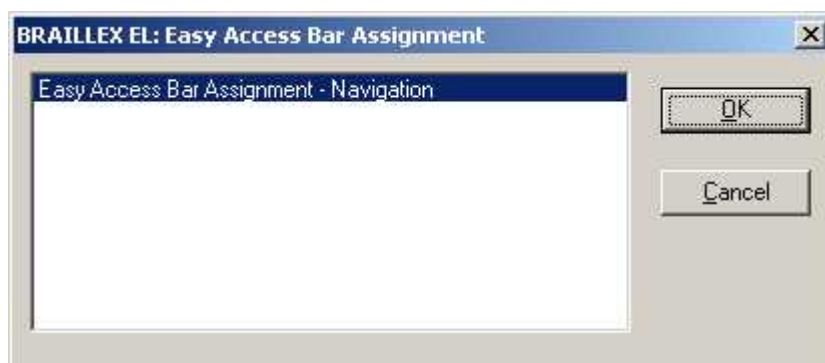 BRAILLEX EL: Easy Access Bar Assignment
Easy Access Bar Assignment - Navigation
OK
Cancel